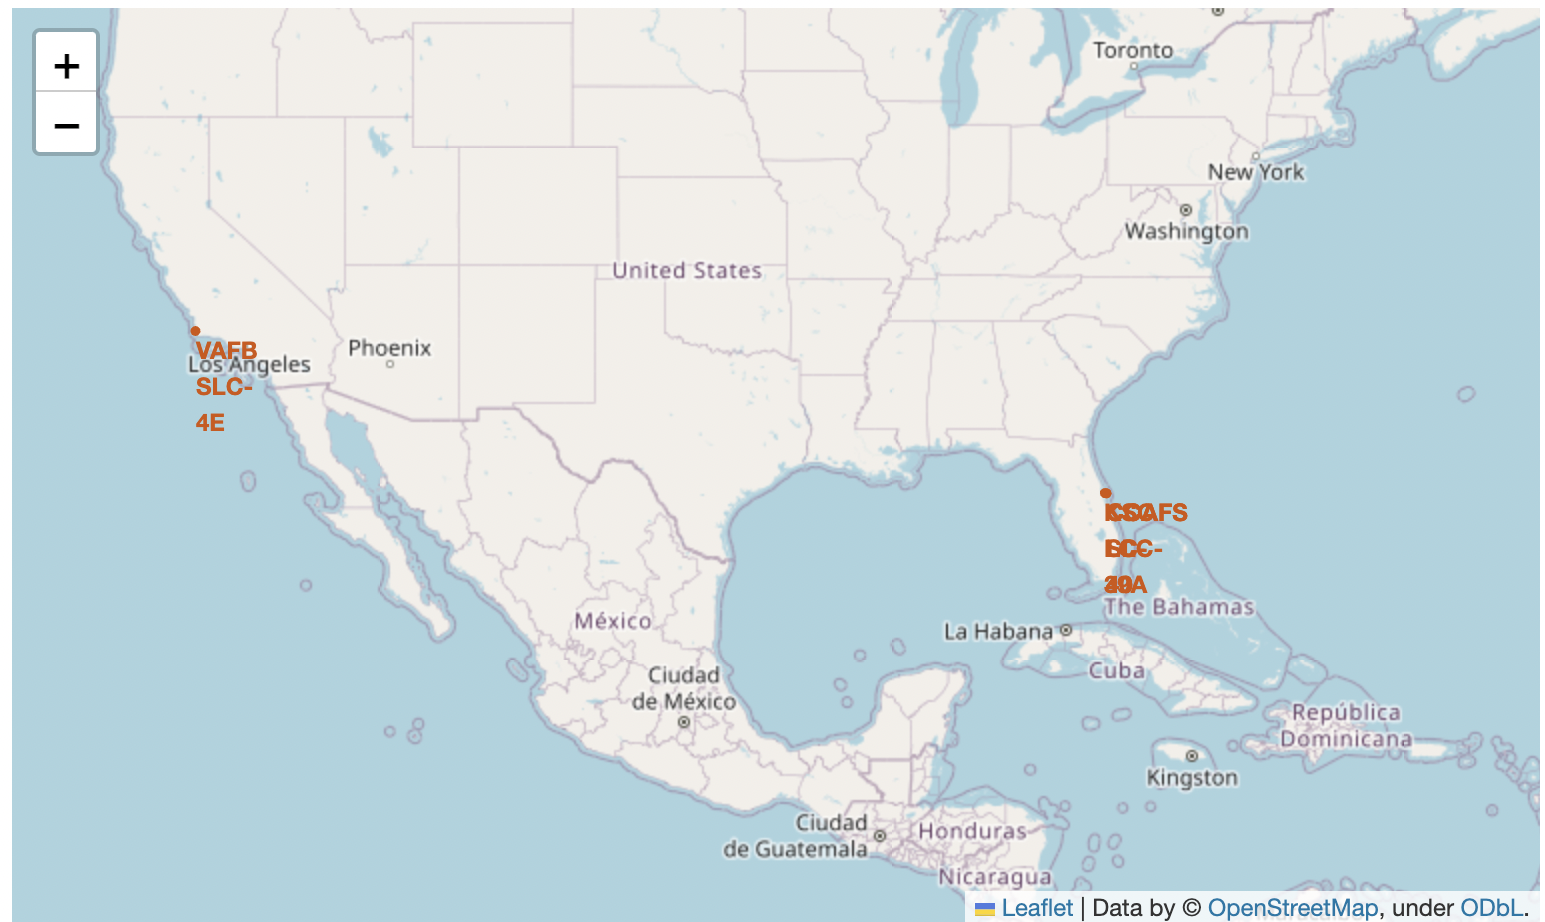 +
−
Toronto
New York
Washington
United States
VAFB
SLC-
4E
Los Angeles
Phoenix
México
The Bahamas
La Habana
Cuba
Ciudad
de México
República
Dominicana
Kingston
Ciudad
de Guatemala
Honduras
Nicaragua
Leaflet | Data by © OpenStreetMap, under ODbL.